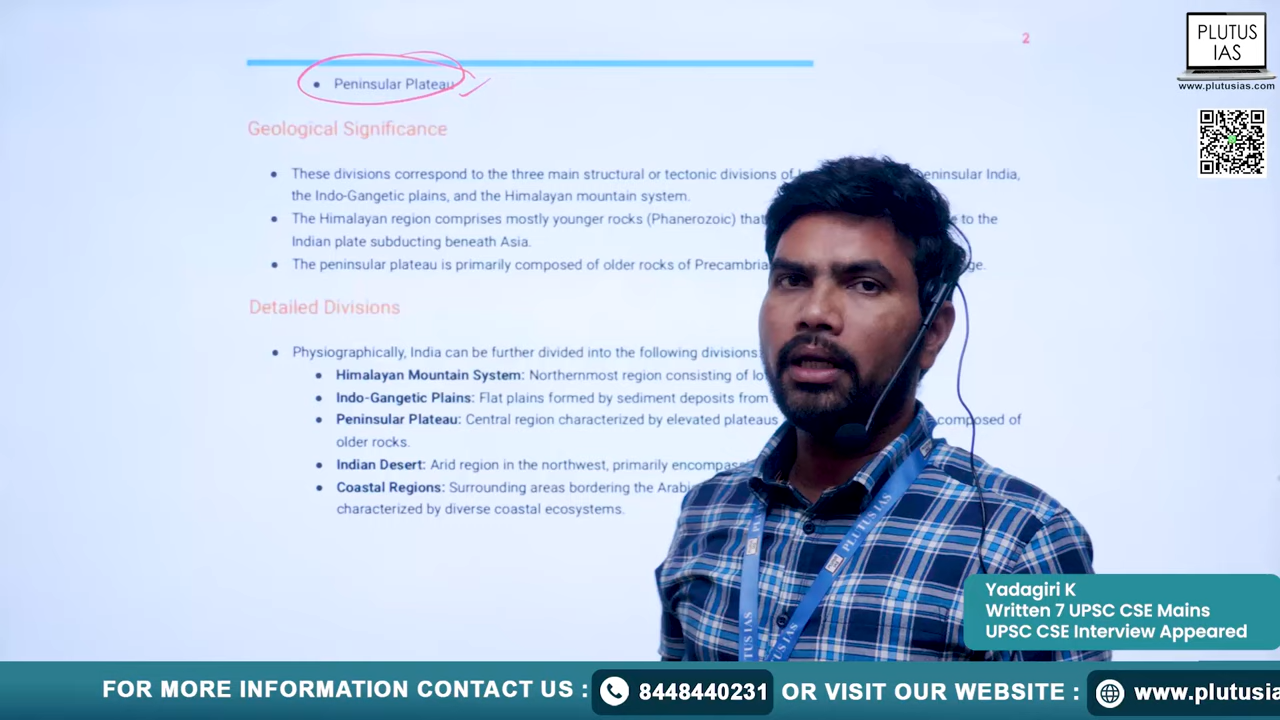 2
PLUTUS
IAS
www.plutusias.com
Peninsular Plateau
Geological Significance
These divisions correspond to the three main structural or tectonic divisions of eninsular India,
the Indo-Gangetic plains, and the Himalayan mountain system.
The Himalayan region comprises mostly younger rocks (Phanerozoic) that e to the
Indian plate subducting beneath Asia.
The peninsular plateau is primarily composed of older rocks of Precambria ge.
Detailed Divisions
Physiographically, India can be further divided into the following divisions:
Himalayan Mountain System: Northernmost region consisting of lo
Indo-Gangetic Plains: Flat plains formed by sediment deposits from
Peninsular Plateau: Central region characterized by elevated plateaus composed of
older rocks.
Indian Desert: Arid region in the northwest, primarily encompas
Coastal Regions: Surrounding areas bordering the Arabi
characterized by diverse coastal ecosystems.
PLUTUS IAS
PLUTUS IAS
Yadagiri K
Written 7 UPSC CSE Mains
UPSC CSE Interview Appeared
FOR MORE INFORMATION CONTACT US : 8448440231 OR VISIT OUR WEBSITE : www.plutusia